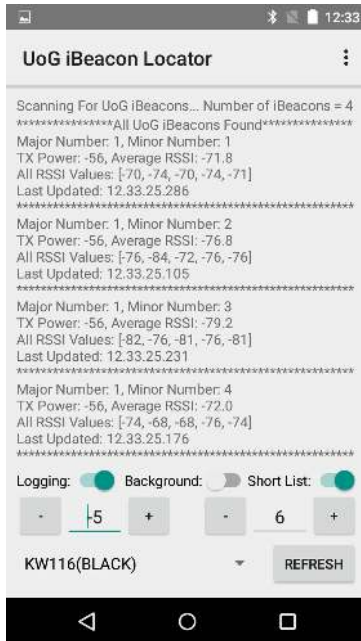 12:33
UoG iBeacon Locator
Scanning For UoG iBeacons... Number of iBeacons = 4
****************All UoG iBeacons Found***************
Major Number: 1, Minor Number: 1
TX Power: -56, Average RSSI: -71.8
All RSSI Values: [-70, -74, -70, -74, -71]
Last Updated: 12.33.25.286
******************************************************
Major Number: 1, Minor Number: 2
TX Power: -56, Average RSSI: -76.8
All RSSI Values: [-76, -84, -72, -76, -76]
Last Updated: 12.33.25.105
******************************************************
Major Number: 1, Minor Number: 3
TX Power: -56, Average RSSI: -79.2
All RSSI Values: [-82, -76, -81, -76, -81]
Last Updated: 12.33.25.231
******************************************************
Major Number: 1, Minor Number: 4
TX Power: -56, Average RSSI: -72.0
All RSSI Values: [-74, -68, -68, -76, -74]
Last Updated: 12.33.25.176
******************************************************
Logging: Background: Short List:
- -5 + - 6 +
KW116(BLACK) REFRESH